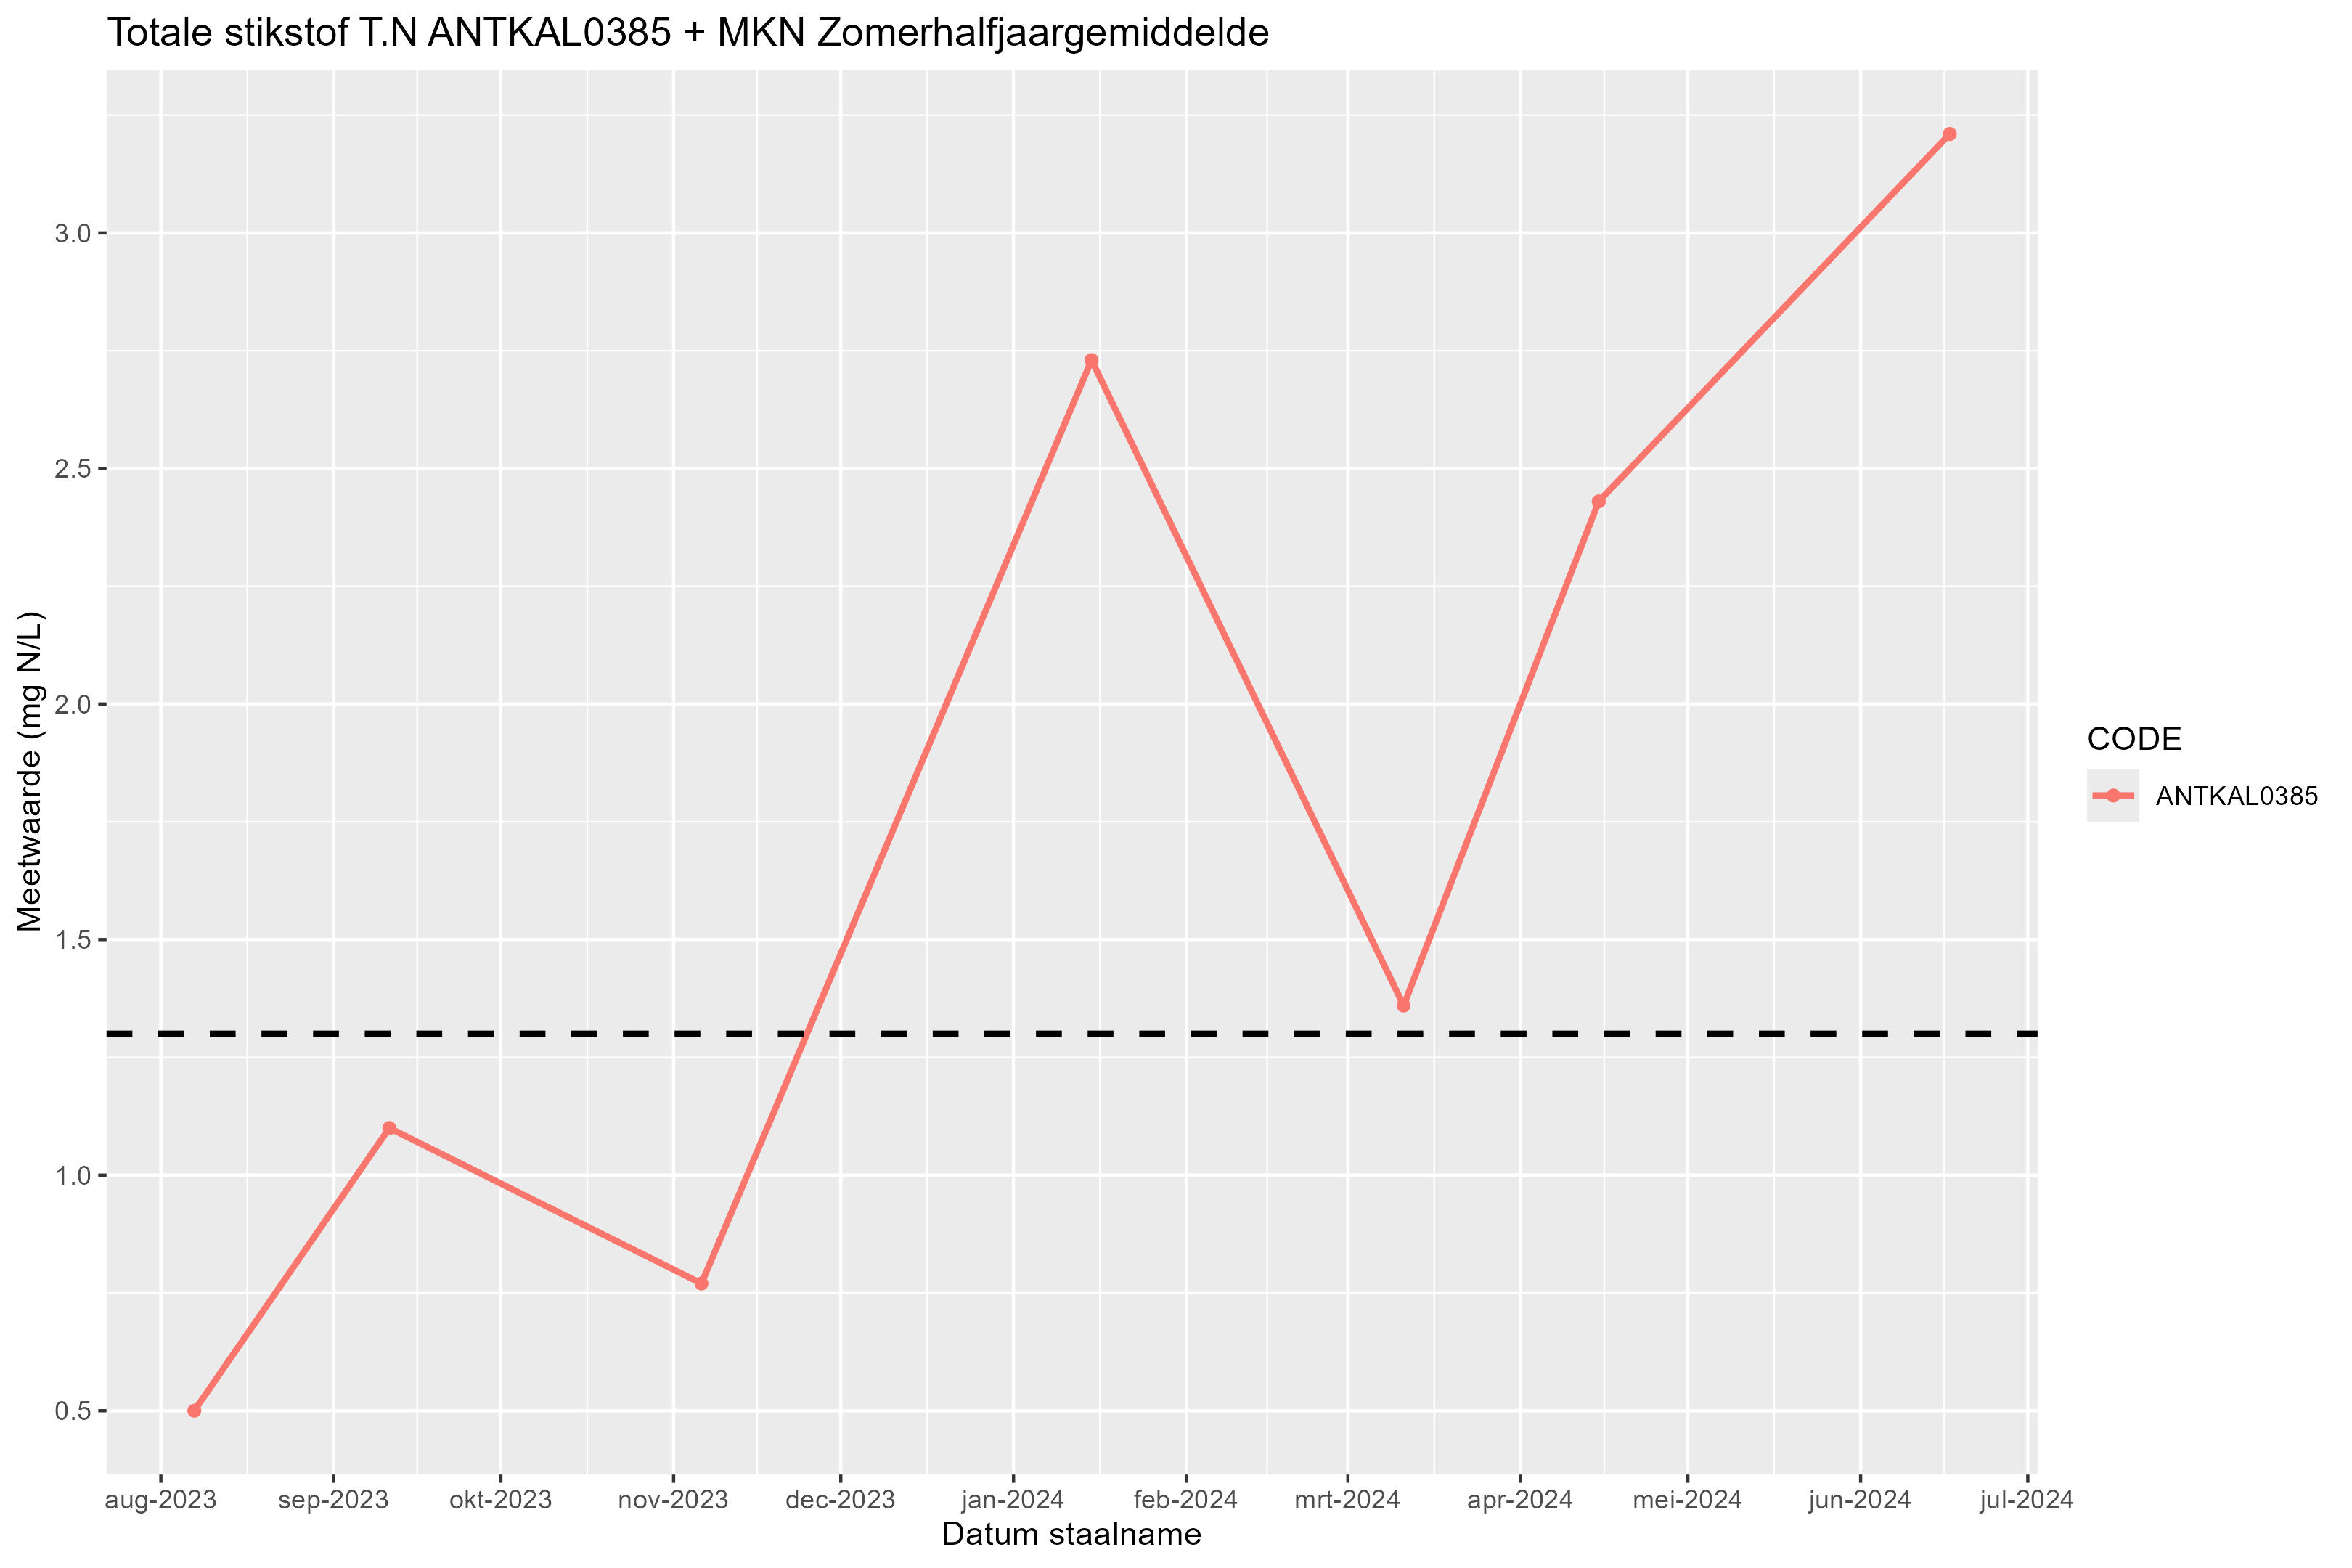 Totale stikstof T.N ANTKAL0385 + MKN Zomerhalfjaargemiddelde
Meetwaarde (mg N/L)
3.0
2.5
2.0
1.5
1.0
0.5
aug-2023 sep-2023 okt-2023 nov-2023 dec-2023 jan-2024 feb-2024 mrt-2024 apr-2024 mei-2024 jun-2024 jul-2024
Datum staalname
CODE
ANTKAL0385